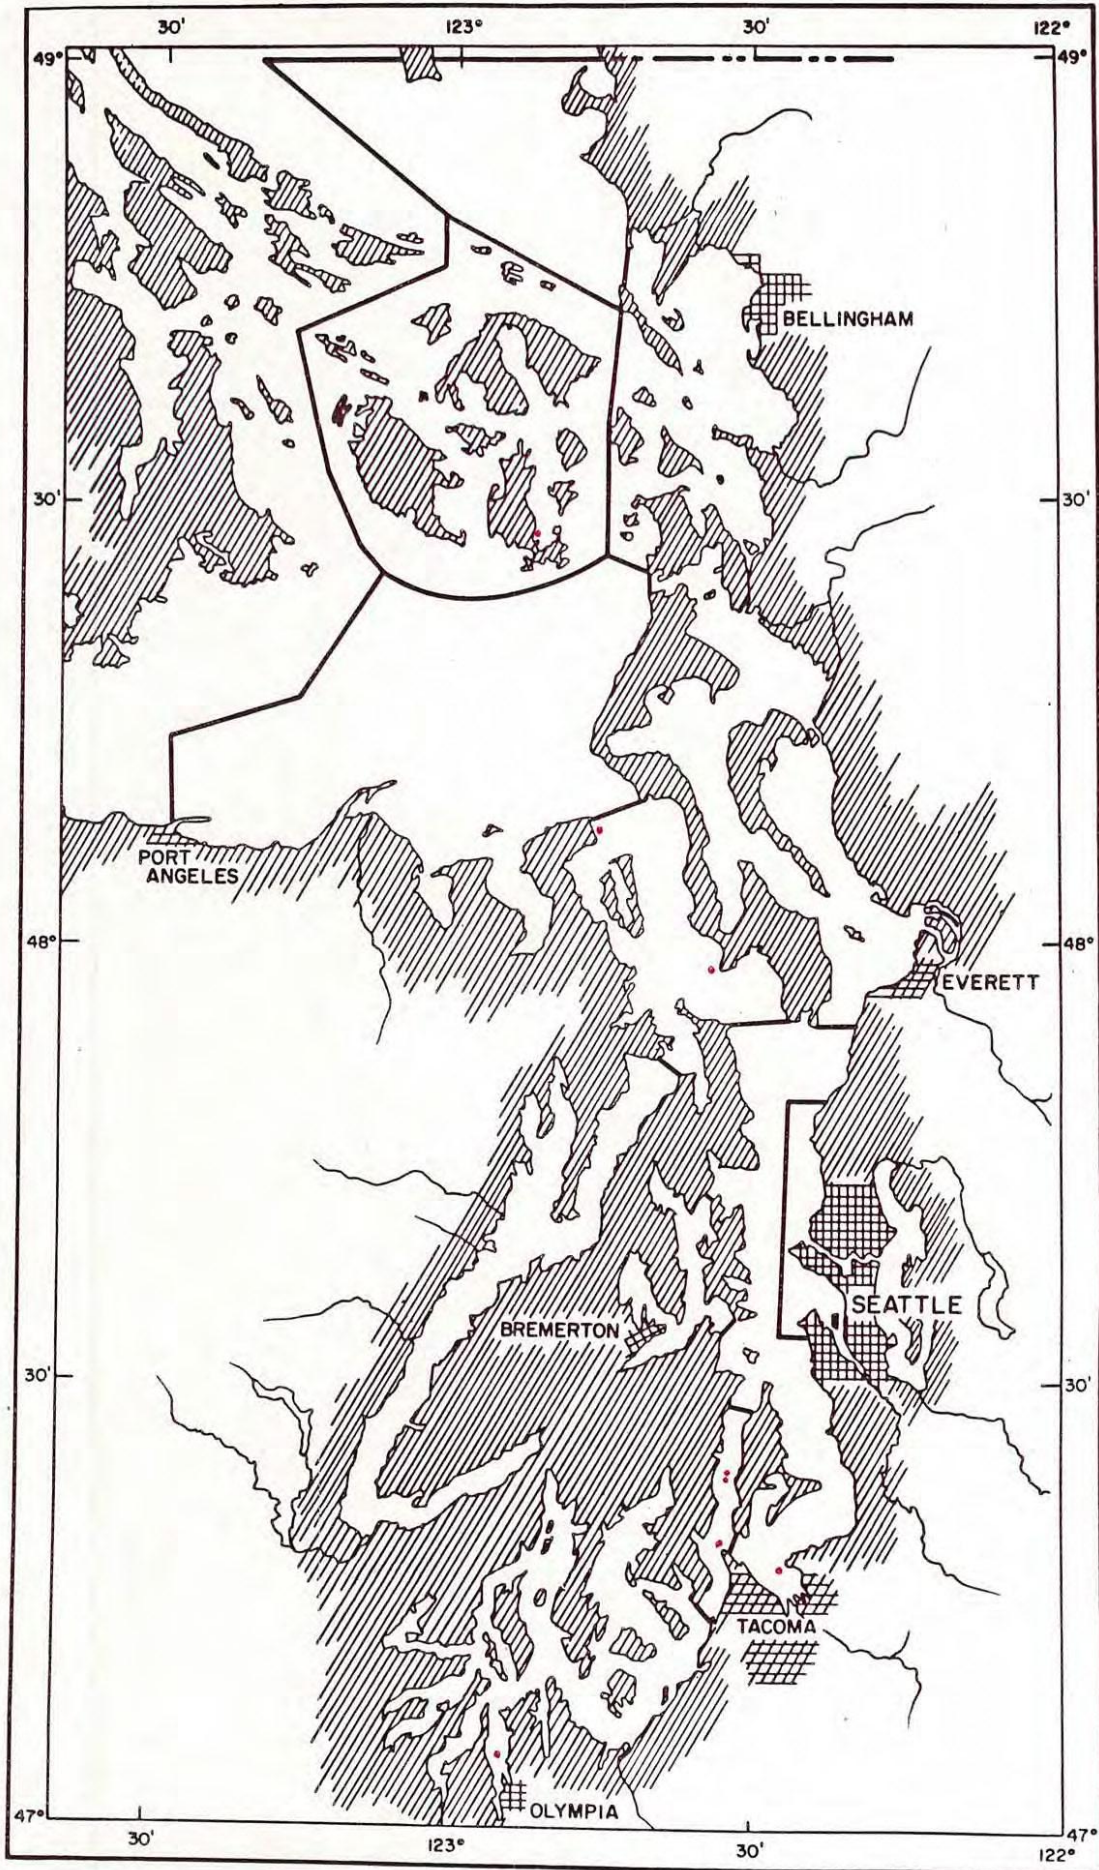 30' 123° 30' 122°
49° 49°
BELLINGHAM
30' 30'
PORT
ANGELES
48° 48°
EVERETT
SEATTLE
BREMERTON
30' 30'
TACOMA
OLYMPIA
47° 47°
30' 123° 30' 122°